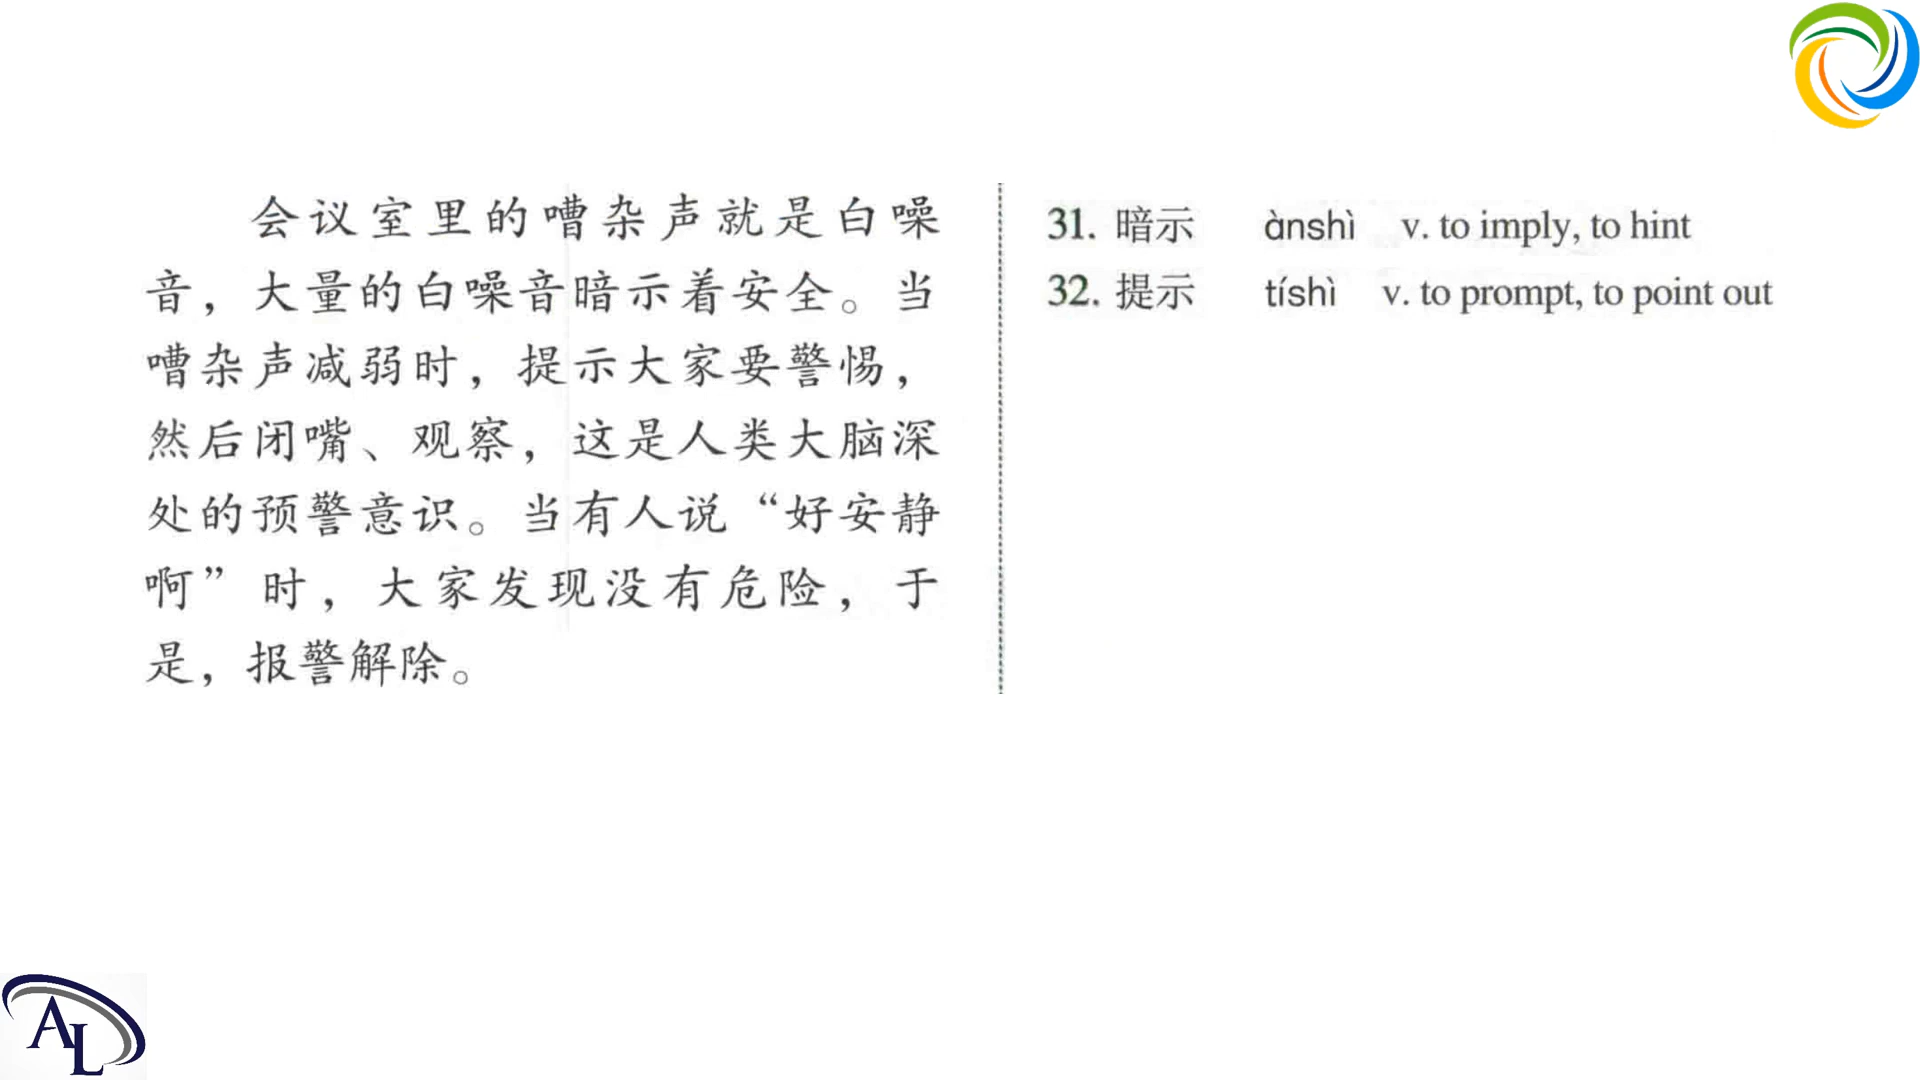 会议室里的嘈杂声就是白噪
音，大量的白噪音暗示着安全。当
嘈杂声减弱时，提示大家要警惕，
然后闭嘴、观察，这是人类大脑深
处的预警意识。当有人说“好安静
啊”时，大家发现没有危险，于
是，报警解除。
31. 暗示 ànshì v. to imply, to hint
32. 提示 tíshì v. to prompt, to point out
AL